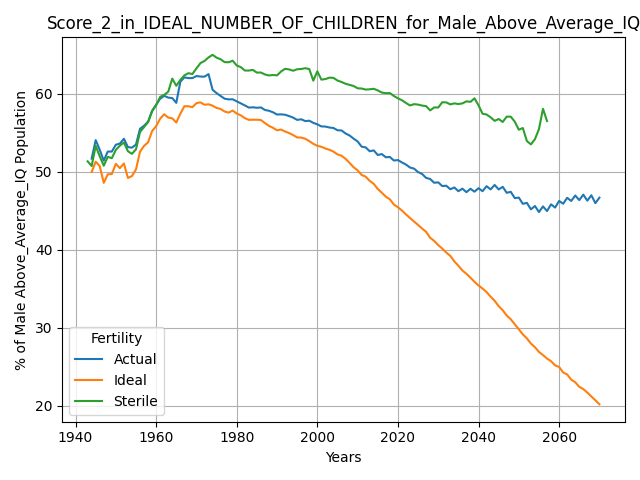 Score_2_in_IDEAL_NUMBER_OF_CHILDREN_for_Male_Above_Average_IQ
% of Male Above_Average_IQ Population
60
50
40
30
20
Fertility
Actual
Ideal
Sterile
1940 1960 1980 2000 2020 2040 2060
Years